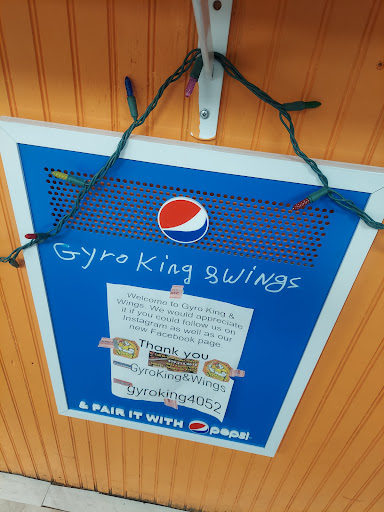 Gyro King &Wings
Welcome to Gyro King &
Wings. We would appreciate
it if you could follow us on
Instagram as well as our
new Facebook page
Thank you
GyroKing&Wings
gyroking4052
& PAIR IT WITH pepsi